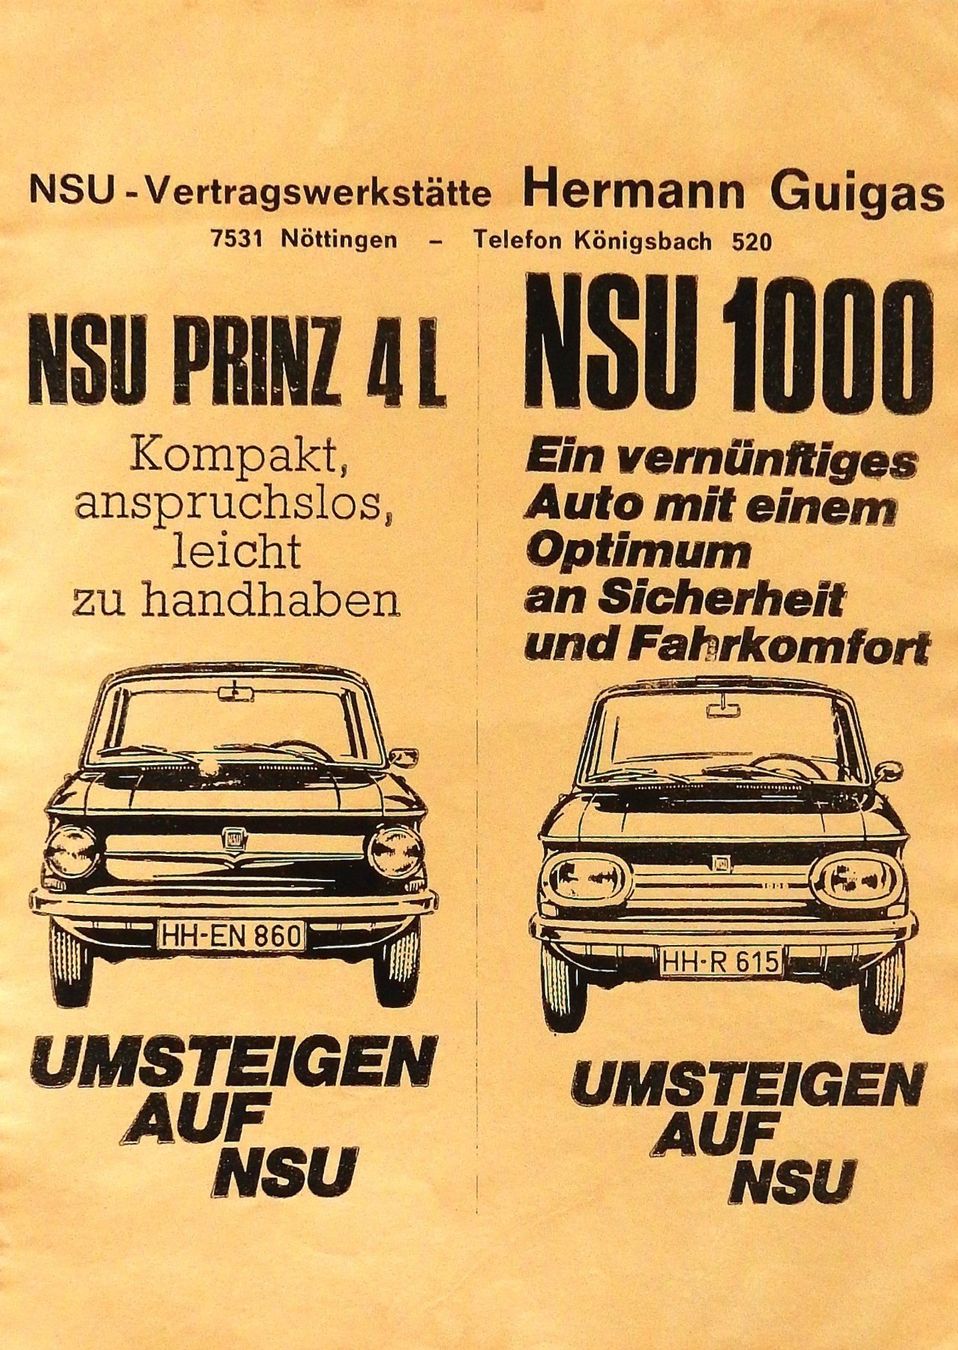 NSU - Vertragswerkstätte Hermann Guigas
7531 Nöttingen – Telefon Königsbach 520
NSU PRINZ 4 L
Kompakt,
anspruchslos,
leicht
zu handhaben
HH-EN 860
UMSTEIGEN
AUF
NSU
NSU 1000
Ein vernünftiges
Auto mit einem
Optimum
an Sicherheit
und Fahrkomfort
HH-R 615
UMSTEIGEN
AUF
NSU